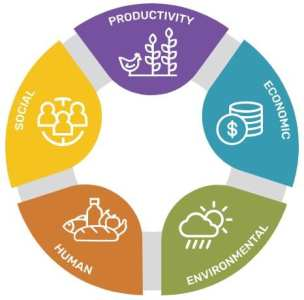 PRODUCTIVITY
ECONOMIC
$
ENVIRONMENTAL
HUMAN
SOCIAL